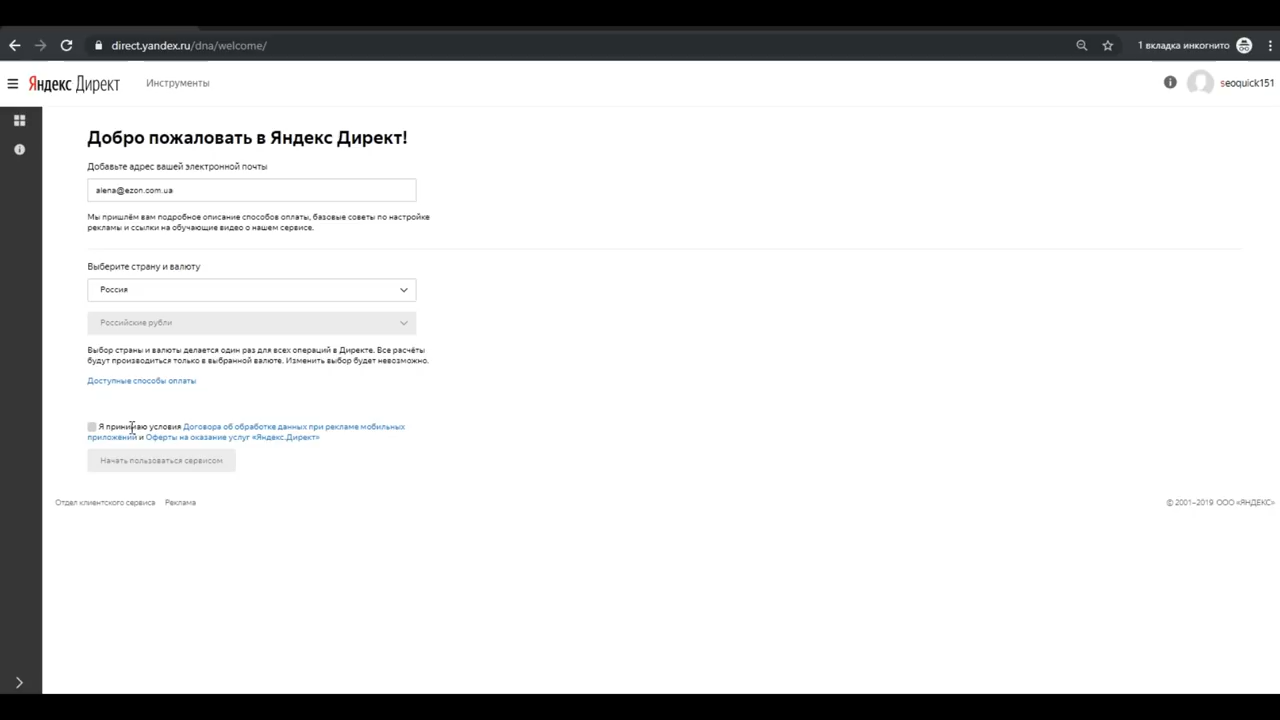 direct.yandex.ru/dna/welcome/
1 вкладка инкогнито
Яндекс Директ
Инструменты
seoquick151
Добро пожаловать в Яндекс Директ!
Добавьте адрес вашей электронной почты
alena@ezon.com.ua
Мы пришлём вам подробное описание способов оплаты, базовые советы по настройке
рекламы и ссылки на обучающие видео о нашем сервисе.
Выберите страну и валюту
Россия
Российские рубли
Выбор страны и валюты делается один раз для всех операций в Директе. Все расчёты
будут производиться только в выбранной валюте. Изменить выбор будет невозможно.
Доступные способы оплаты
Я принимаю условия Договора об обработке данных при рекламе мобильных
приложений и Оферты на оказание услуг «Яндекс.Директ»
Начать пользоваться сервисом
Отдел клиентского сервиса Реклама
© 2001–2019 ООО «ЯНДЕКС»